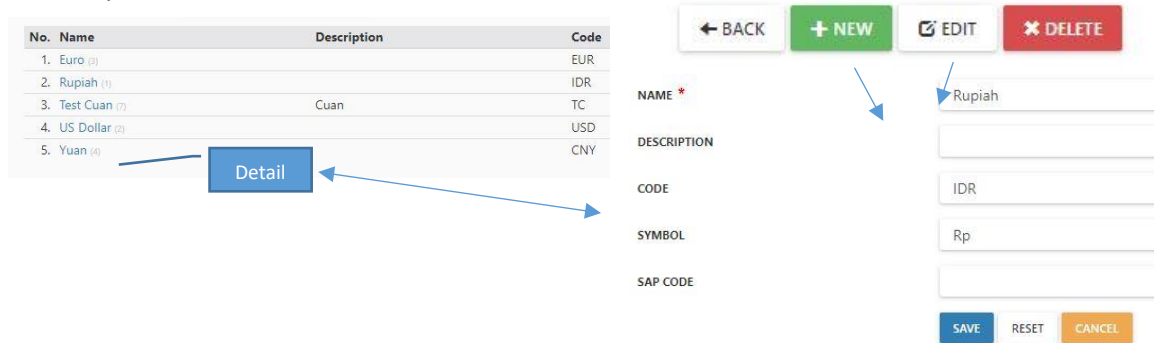 No. Name Description Code
1. Euro (3) EUR
2. Rupiah (1) IDR
3. Test Cuan (7) Cuan TC
4. US Dollar (2) USD
5. Yuan (4) CNY
Detail
BACK NEW EDIT DELETE
NAME * Rupiah
DESCRIPTION
CODE IDR
SYMBOL Rp
SAP CODE
SAVE RESET CANCEL